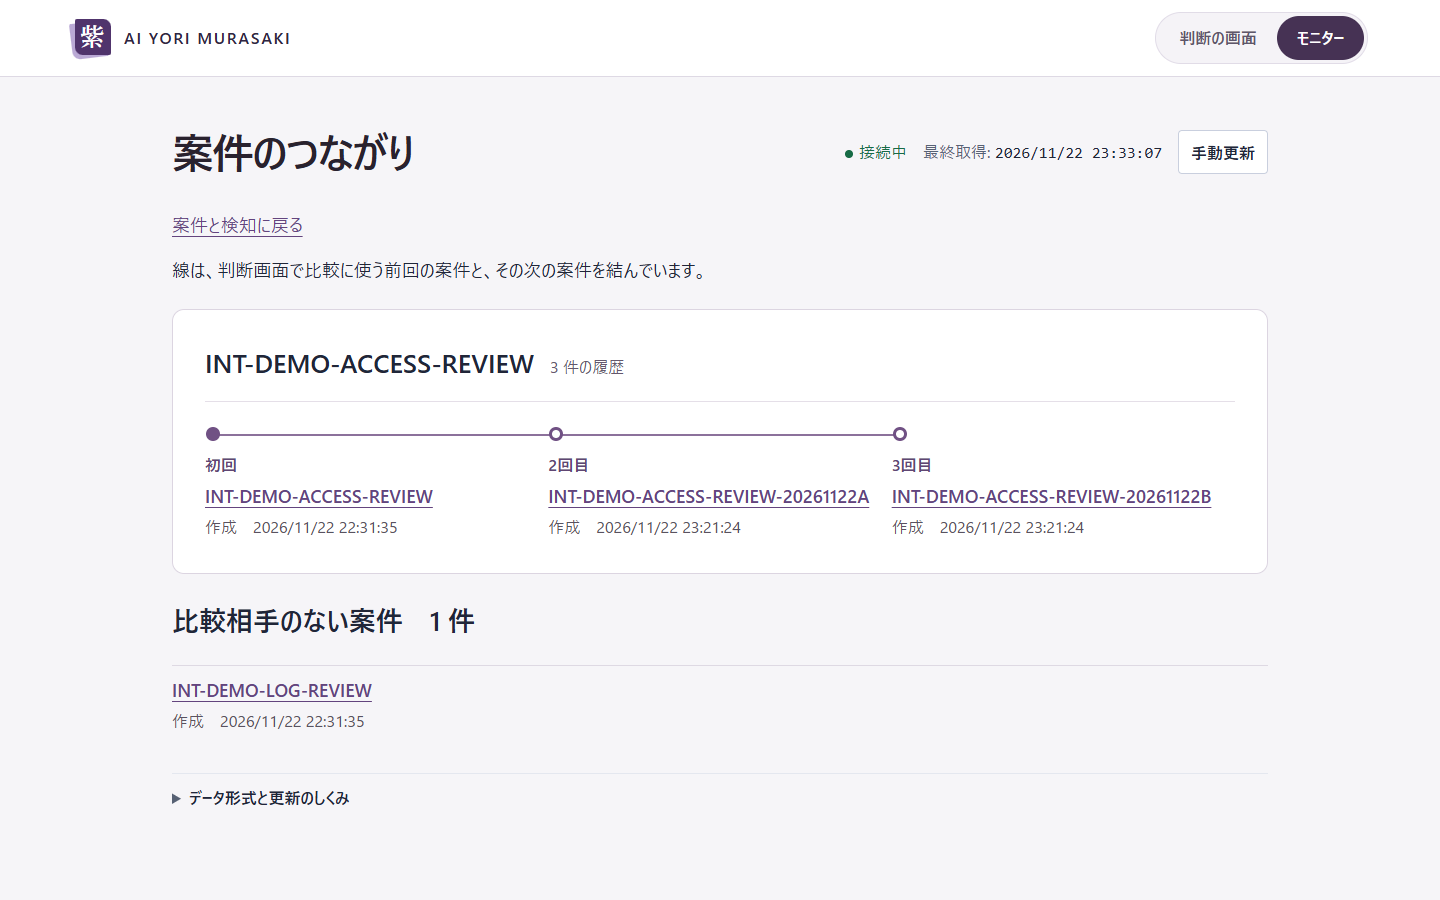 紫 AI YORI MURASAKI
判断の画面 モニター
案件のつながり
接続中 最終取得: 2026/11/22 23:33:07 手動更新
案件と検知に戻る
線は、判断画面で比較に使う前回の案件と、その次の案件を結んでいます。
INT-DEMO-ACCESS-REVIEW 3 件の履歴
初回
INT-DEMO-ACCESS-REVIEW
作成 2026/11/22 22:31:35
2回目
INT-DEMO-ACCESS-REVIEW-20261122A
作成 2026/11/22 23:21:24
3回目
INT-DEMO-ACCESS-REVIEW-20261122B
作成 2026/11/22 23:21:24
比較相手のない案件 1 件
INT-DEMO-LOG-REVIEW
作成 2026/11/22 22:31:35
▶ データ形式と更新のしくみ